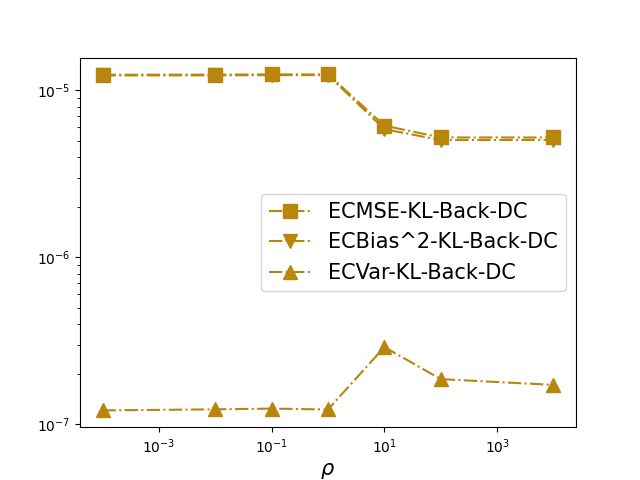 10^-5
10^-6
10^-7
ECMSE-KL-Back-DC
ECBias^2-KL-Back-DC
ECVar-KL-Back-DC
10^-3 10^-1 10^1 10^3
ρ